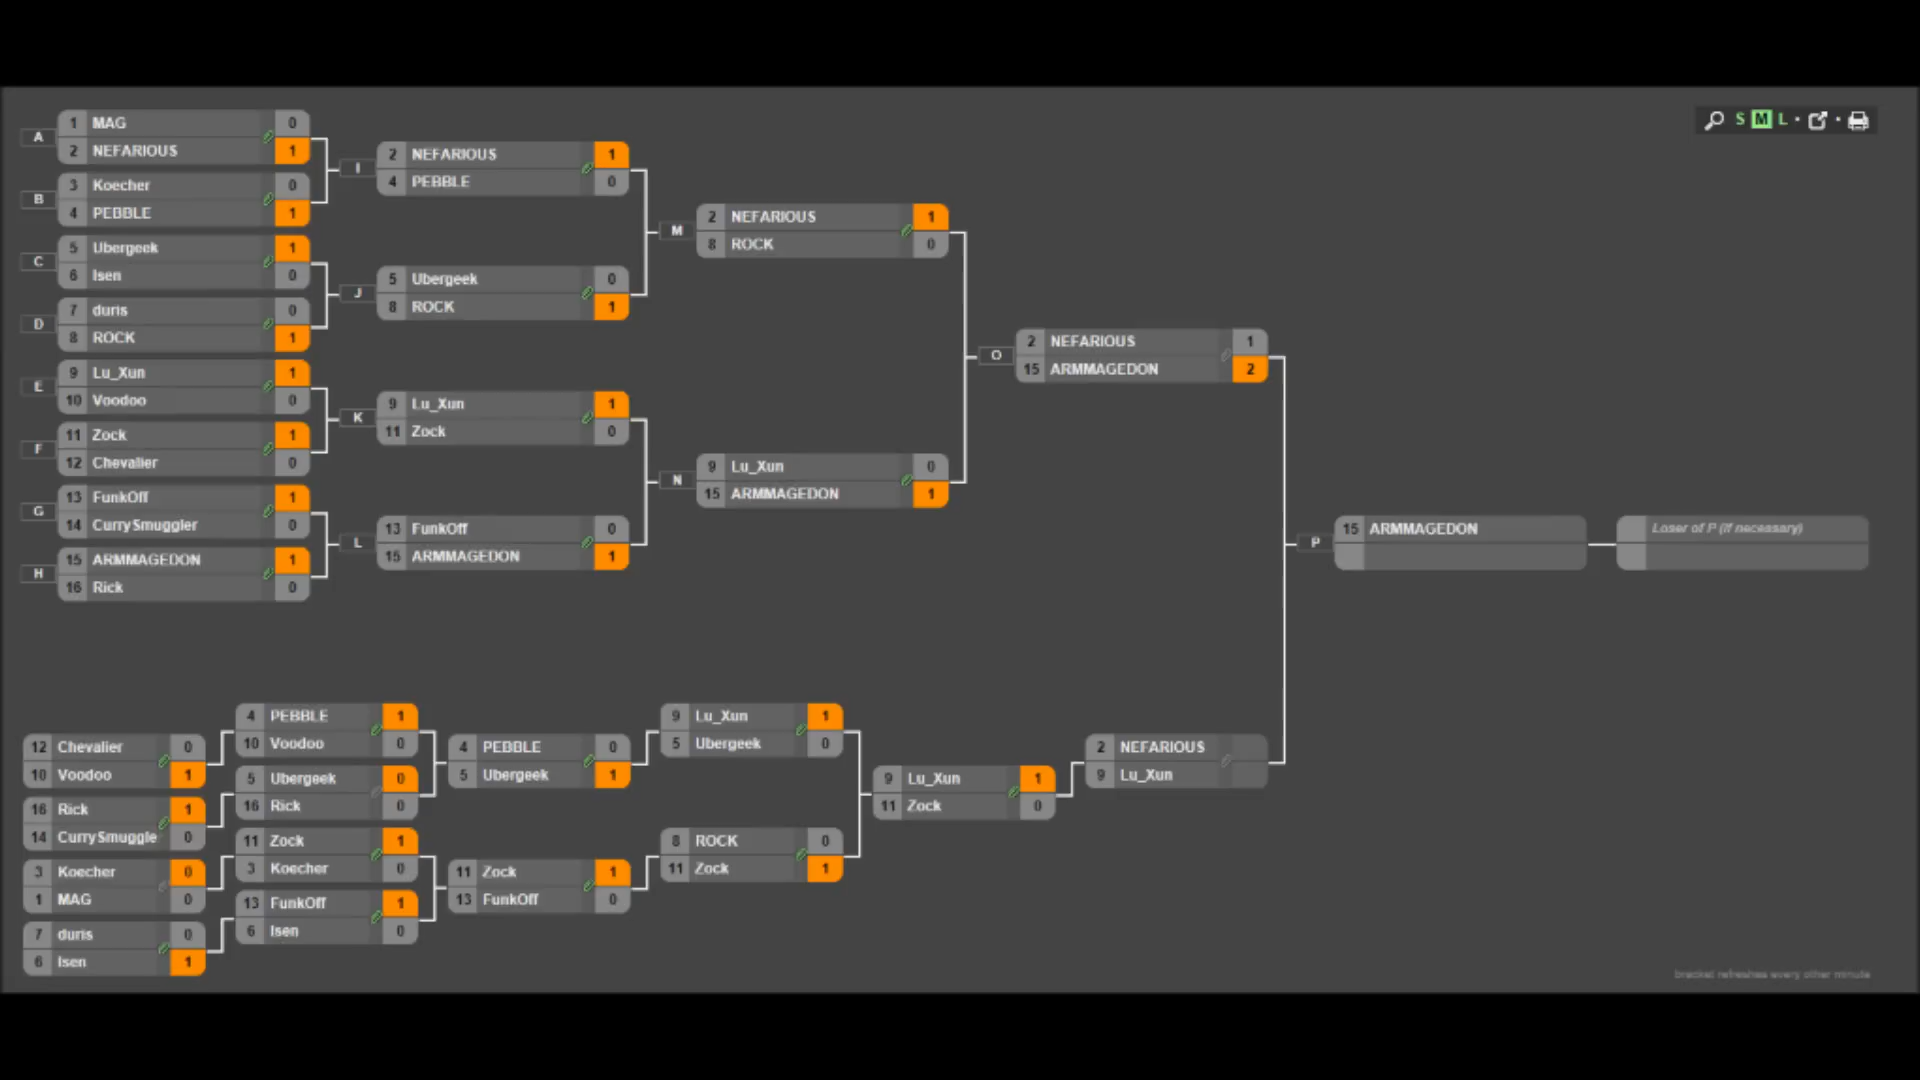 S M L
A
1 MAG 0
2 NEFARIOUS 1
B
3 Koecher 0
4 PEBBLE 1
C
5 Ubergeek 1
6 Isen 0
D
7 duris 0
8 ROCK 1
E
9 Lu_Xun 1
10 Voodoo 0
F
11 Zock 1
12 Chevalier 0
G
13 FunkOff 1
14 CurrySmuggler 0
H
15 ARMMAGEDON 1
16 Rick 0
I
2 NEFARIOUS 1
4 PEBBLE 0
J
5 Ubergeek 0
8 ROCK 1
K
9 Lu_Xun 1
11 Zock 0
L
13 FunkOff 0
15 ARMMAGEDON 1
M
2 NEFARIOUS 1
8 ROCK 0
N
9 Lu_Xun 0
15 ARMMAGEDON 1
O
2 NEFARIOUS 1
15 ARMMAGEDON 2
P
15 ARMMAGEDON
Loser of P (if necessary)
12 Chevalier 0
10 Voodoo 1
16 Rick 1
14 CurrySmuggle 0
3 Koecher 0
1 MAG 0
7 duris 0
6 Isen 1
4 PEBBLE 1
10 Voodoo 0
5 Ubergeek 0
16 Rick 0
11 Zock 1
3 Koecher 0
13 FunkOff 1
6 Isen 0
4 PEBBLE 0
5 Ubergeek 1
11 Zock 1
13 FunkOff 0
9 Lu_Xun 1
5 Ubergeek 0
8 ROCK 0
11 Zock 1
9 Lu_Xun 1
11 Zock 0
2 NEFARIOUS
9 Lu_Xun
bracket refreshes every other minute